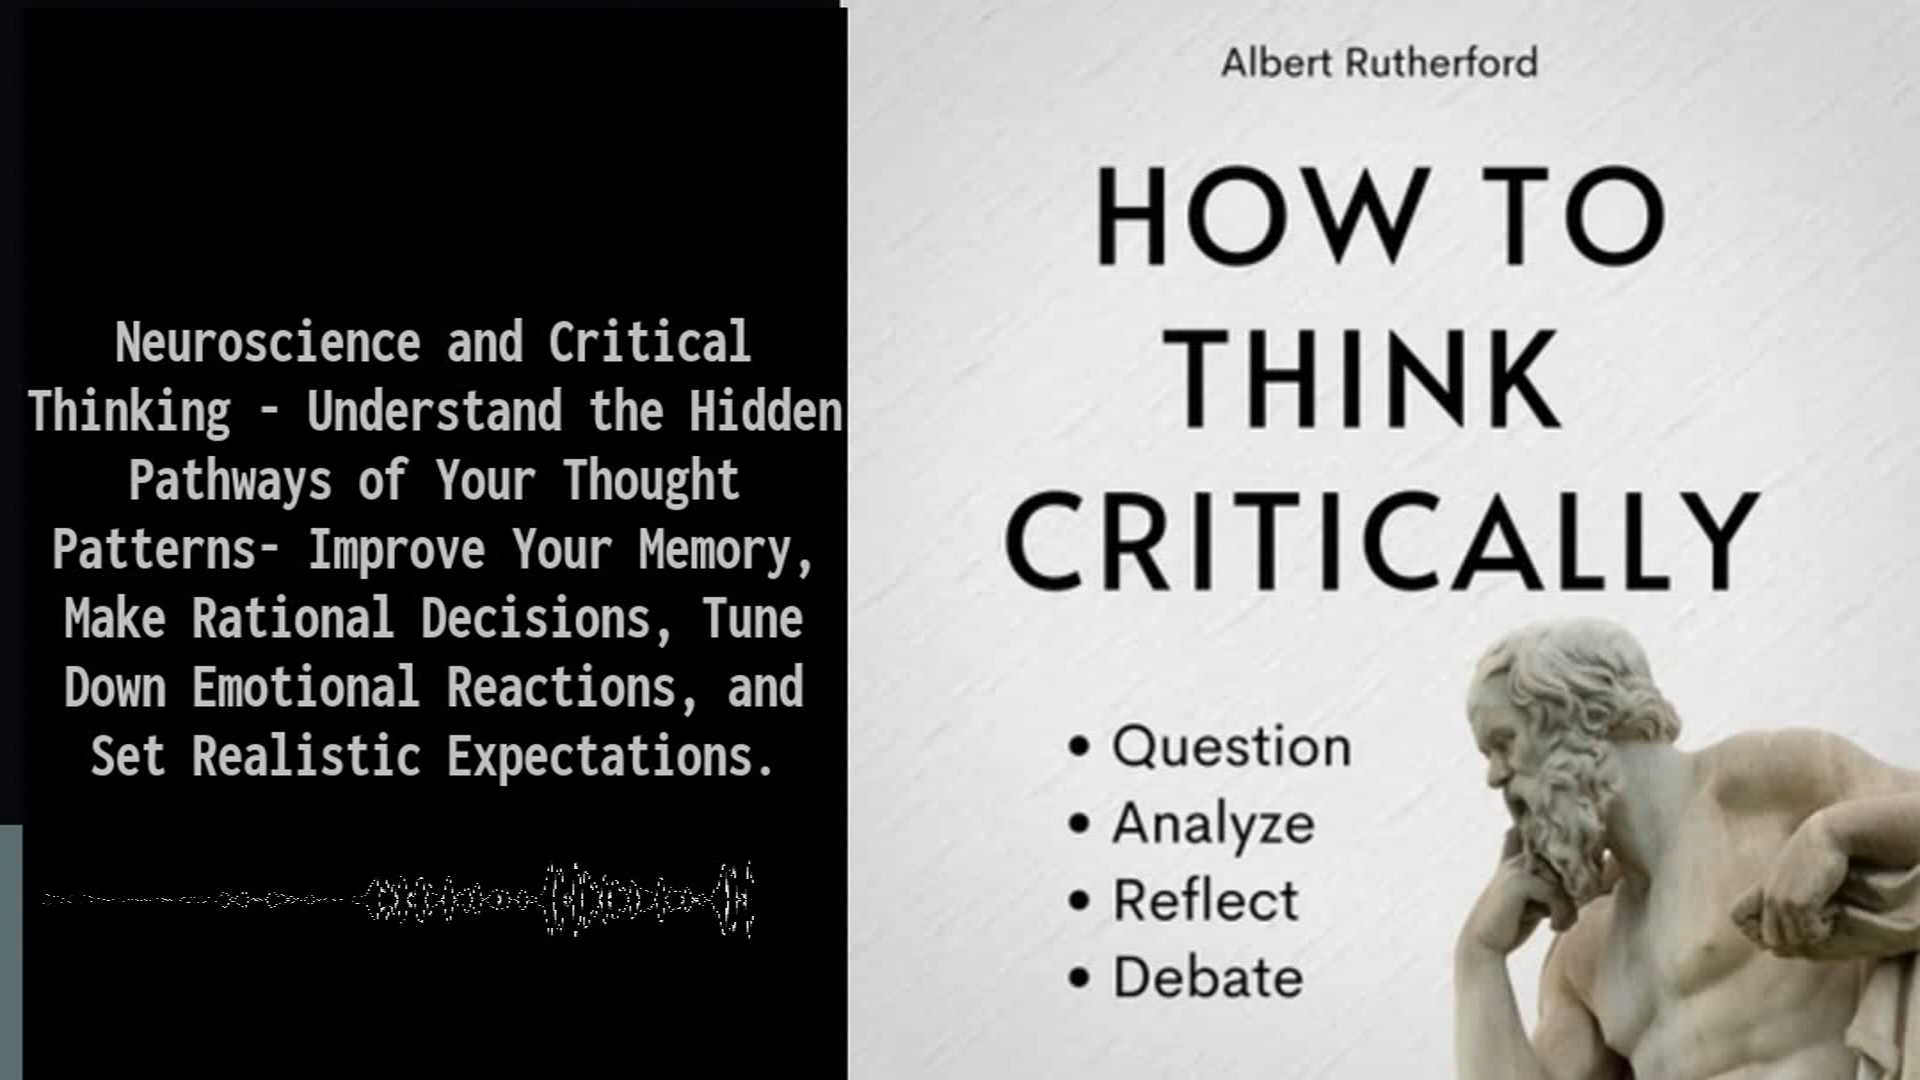 Neuroscience and Critical
Thinking - Understand the Hidden
Pathways of Your Thought
Patterns- Improve Your Memory,
Make Rational Decisions, Tune
Down Emotional Reactions, and
Set Realistic Expectations.
Albert Rutherford
HOW TO
THINK
CRITICALLY
• Question
• Analyze
• Reflect
• Debate